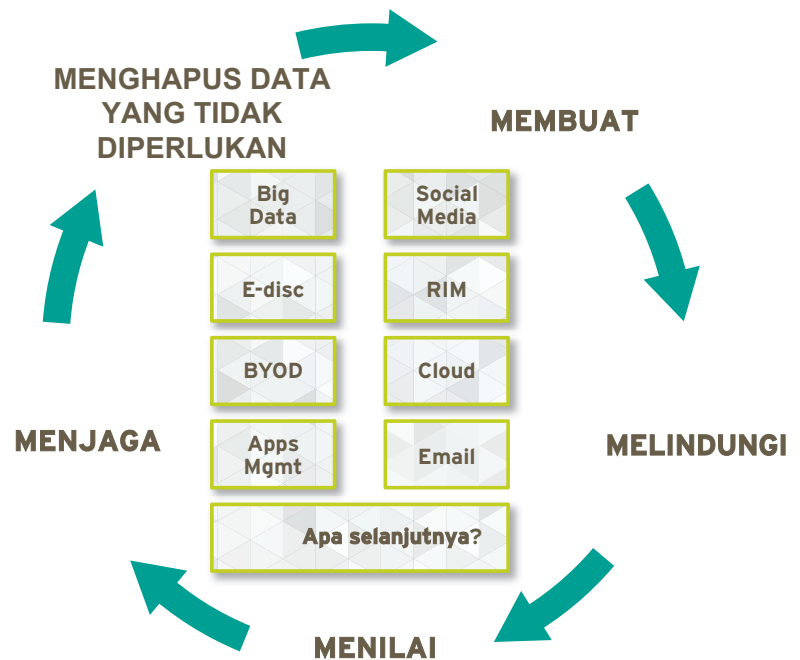 MENGHAPUS DATA
YANG TIDAK
DIPERLUKAN
MEMBUAT
Big
Data
Social
Media
E-disc
RIM
BYOD
Cloud
MENJAGA
Apps
Mgmt
Email
MELINDUNGI
Apa selanjutnya?
MENILAI